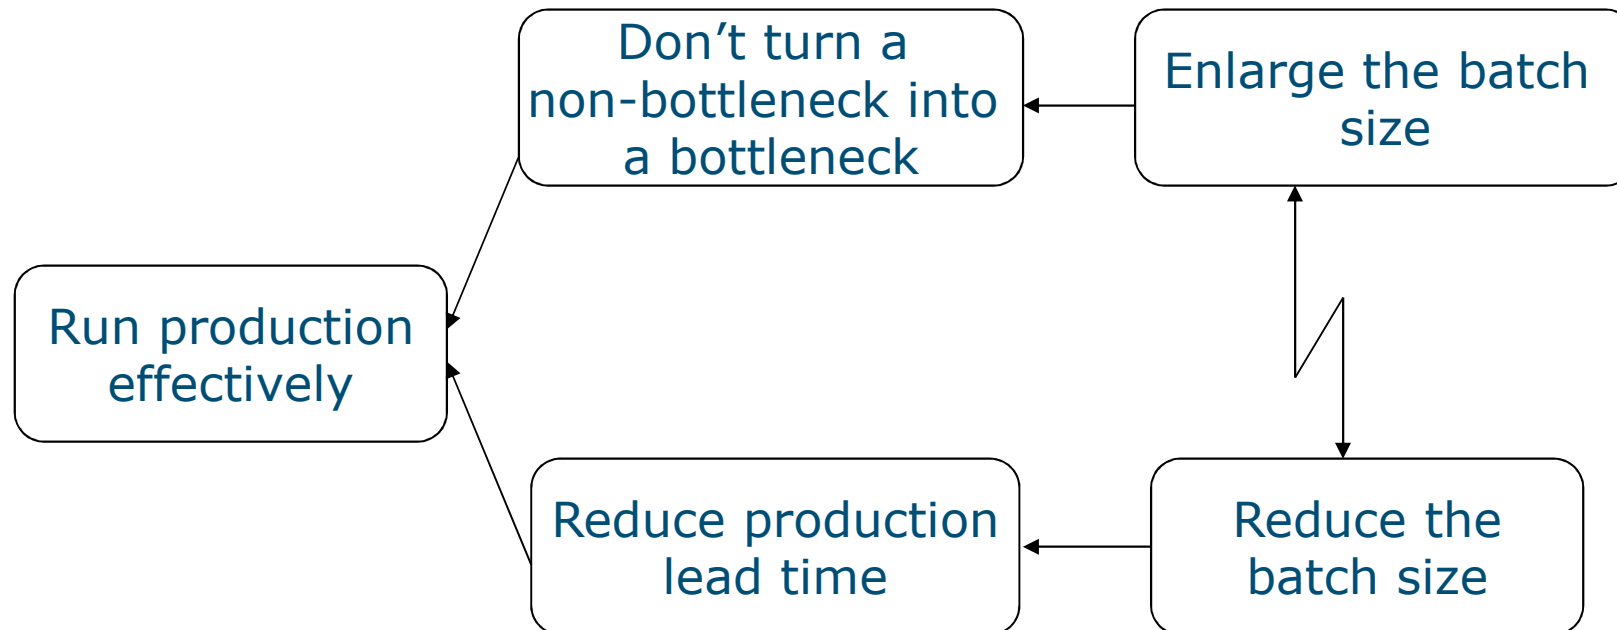 Don’t turn a
non-bottleneck into
a bottleneck
Enlarge the batch
size
Run production
effectively
Reduce production
lead time
Reduce the
batch size